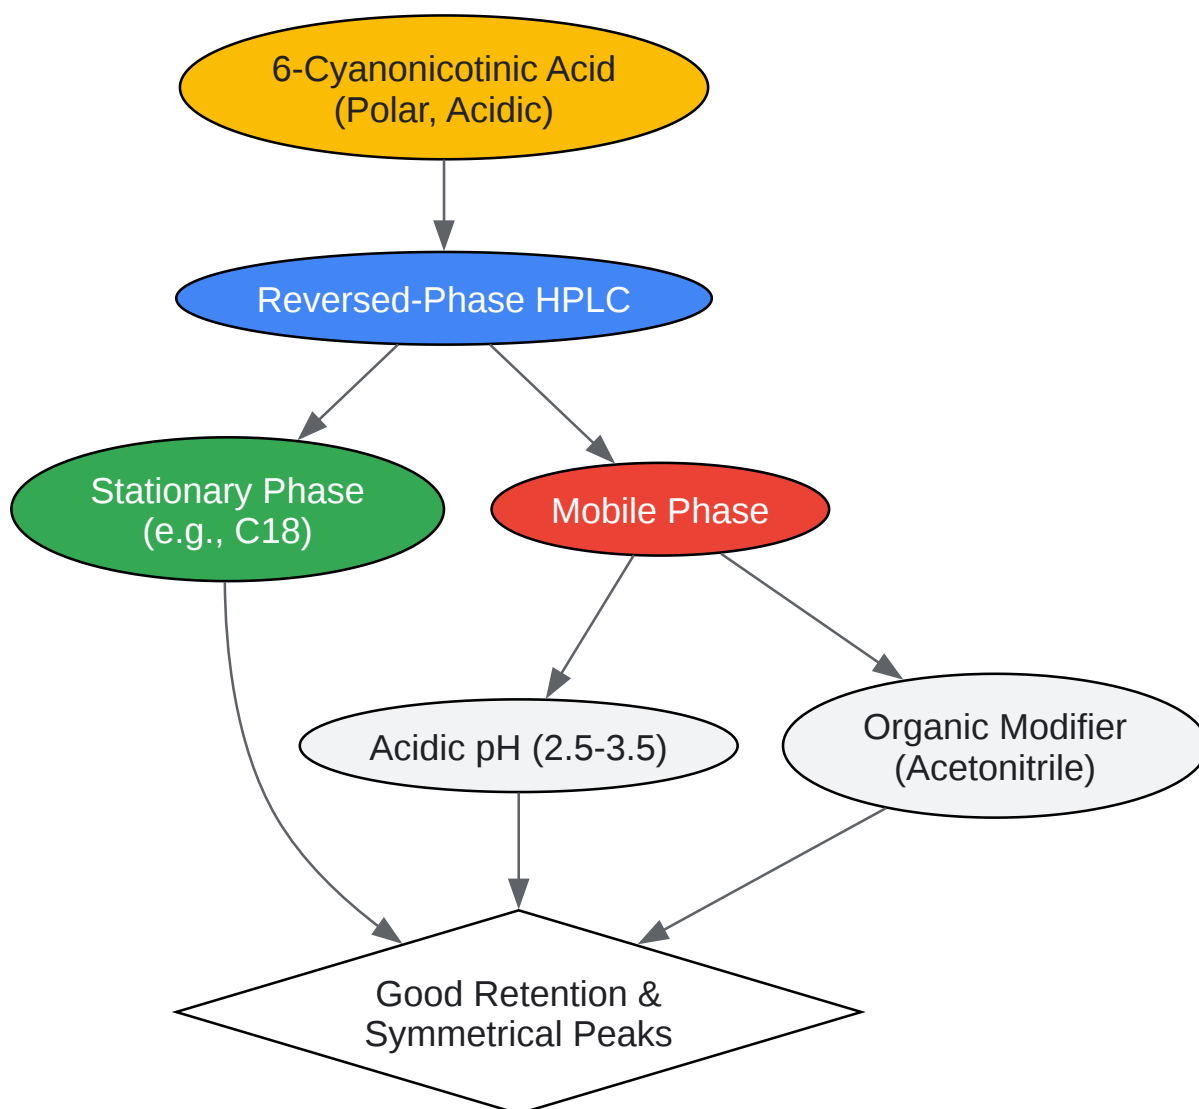 6-Cyanonicotinic Acid
(Polar, Acidic)
Reversed-Phase HPLC
Stationary Phase
(e.g., C18)
Mobile Phase
Acidic pH (2.5-3.5)
Organic Modifier
(Acetonitrile)
Good Retention &
Symmetrical Peaks